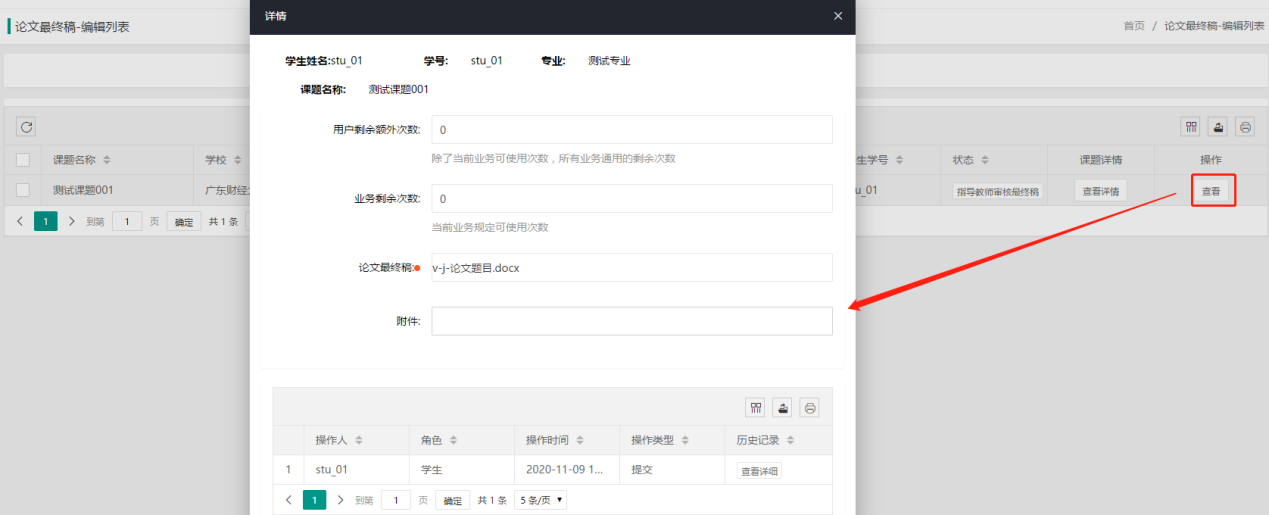 详情
论文最终稿-编辑列表
首页 / 论文最终稿-编辑列表
学生姓名:stu_01 学号: stu_01 专业: 测试专业
课题名称: 测试课题001
用户剩余额外次数: 0
除了当前业务可使用次数，所有业务通用的剩余次数
课题名称 学校 生学号 状态 课题详情 操作
测试课题001 广东财经 u_01 指导教师审核最终稿 查看详情 查看
业务剩余次数: 0
1 到第 1 页 确定 共 1 条
当前业务规定可使用次数
论文最终稿: v-j-论文题目.docx
附件:
操作人 角色 操作时间 操作类型 历史记录
1 stu_01 学生 2020-11-09 1... 提交 查看详细
1 到第 1 页 确定 共 1 条 5 条/页